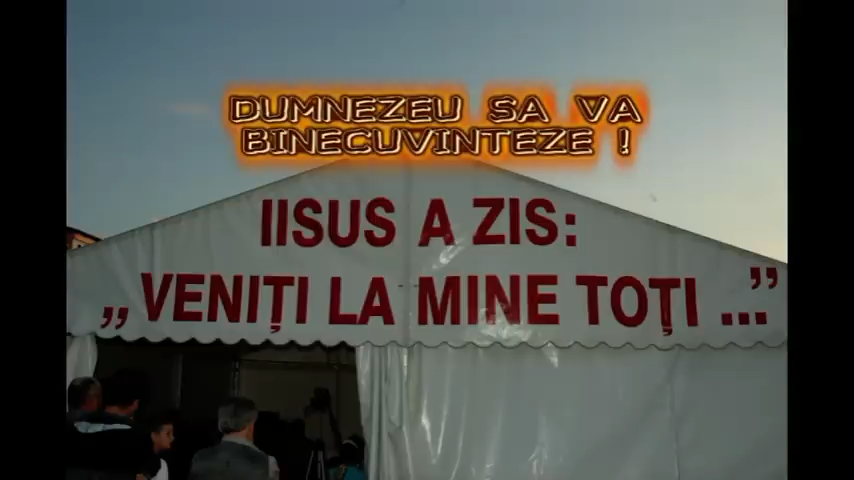 DUMNEZEU SA VA
BINECUVINTEZE !
IISUS A ZIS:
„VENIȚI LA MINE TOȚI ...”